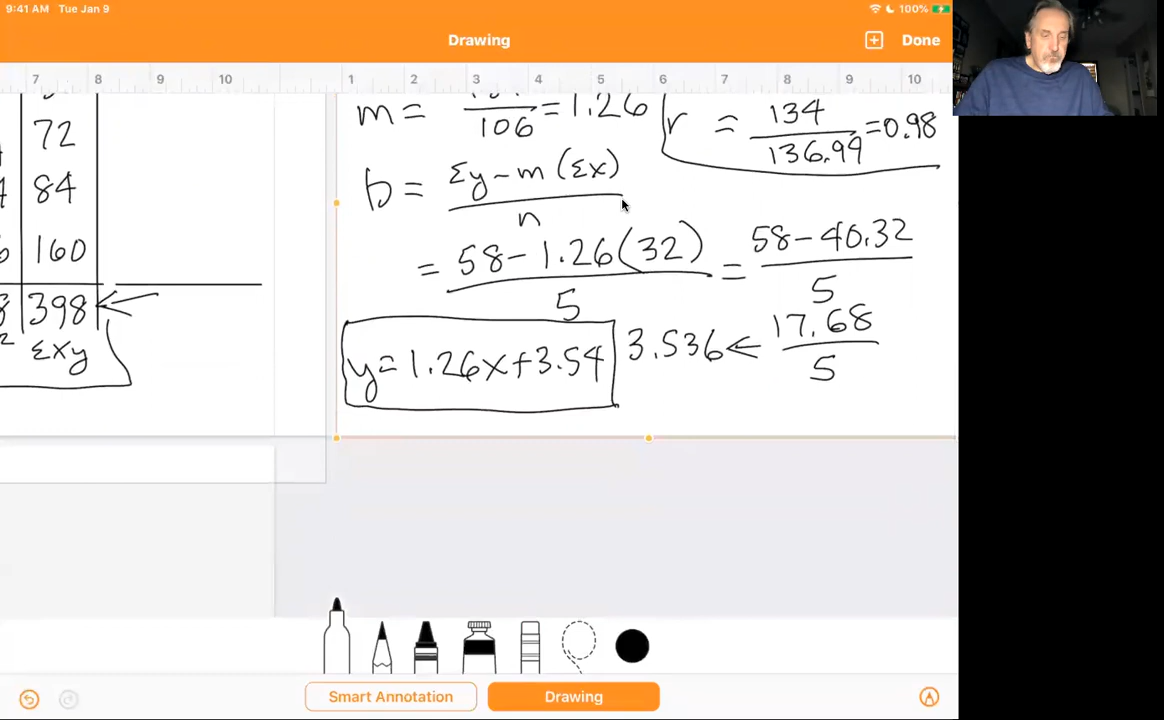 9:41 AM Tue Jan 9
100%
Drawing
Done
7 8 9 10 1 2 3 4 5 6 7 8 9 10
72
84
160
398
Σxy
m = /106 = 1.26
r = 134/136.99 = 0.98
b = Σy - m (Σx)/n
= 58 - 1.26 (32)/5 = 58 - 40.32/5
y = 1.26x + 3.54 3.536 ← 17.68/5
Smart Annotation
Drawing